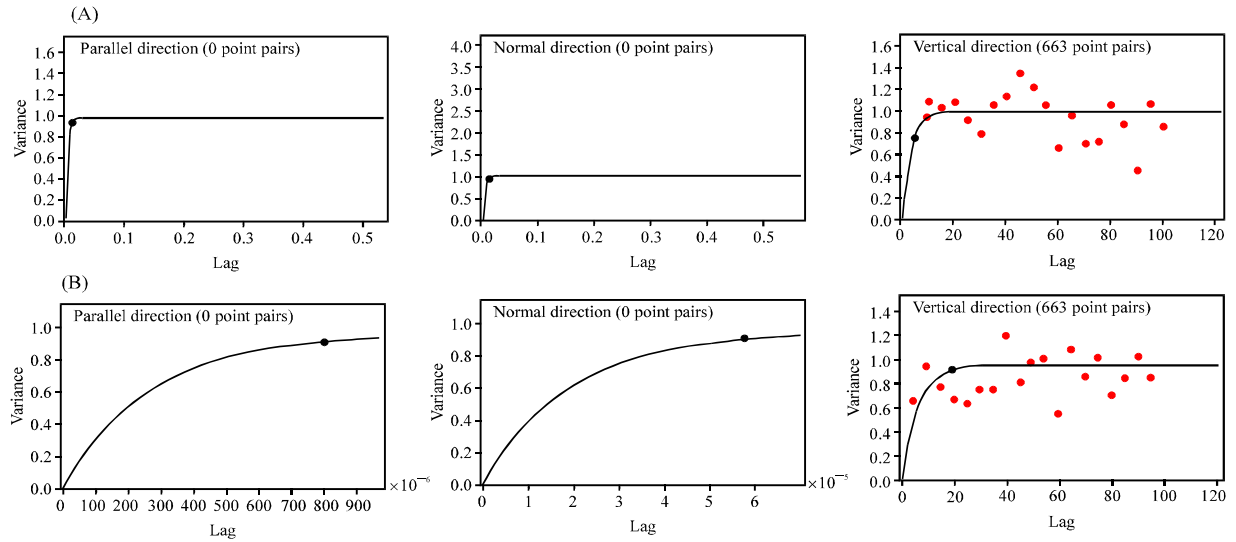 (A)
Parallel direction (0 point pairs)
1.6
1.4
1.2
1.0
0.8
0.6
0.4
0.2
0.0
Variance
0.0 0.1 0.2 0.3 0.4 0.5
Lag
Normal direction (0 point pairs)
4.0
3.5
3.0
2.5
2.0
1.5
1.0
0.5
0.0
Variance
0.0 0.1 0.2 0.3 0.4 0.5
Lag
Vertical direction (663 point pairs)
1.6
1.4
1.2
1.0
0.8
0.6
0.4
0.2
0.0
Variance
0 20 40 60 80 100 120
Lag
(B)
Parallel direction (0 point pairs)
1.0
0.8
0.6
0.4
0.2
0.0
Variance
0 100 200 300 400 500 600 700 800 900
×10⁻⁶
Lag
Normal direction (0 point pairs)
1.0
0.8
0.6
0.4
0.2
0.0
Variance
0 1 2 3 4 5 6
×10⁻⁵
Lag
Vertical direction (663 point pairs)
1.4
1.2
1.0
0.8
0.6
0.4
0.2
0.0
Variance
0 20 40 60 80 100 120
Lag